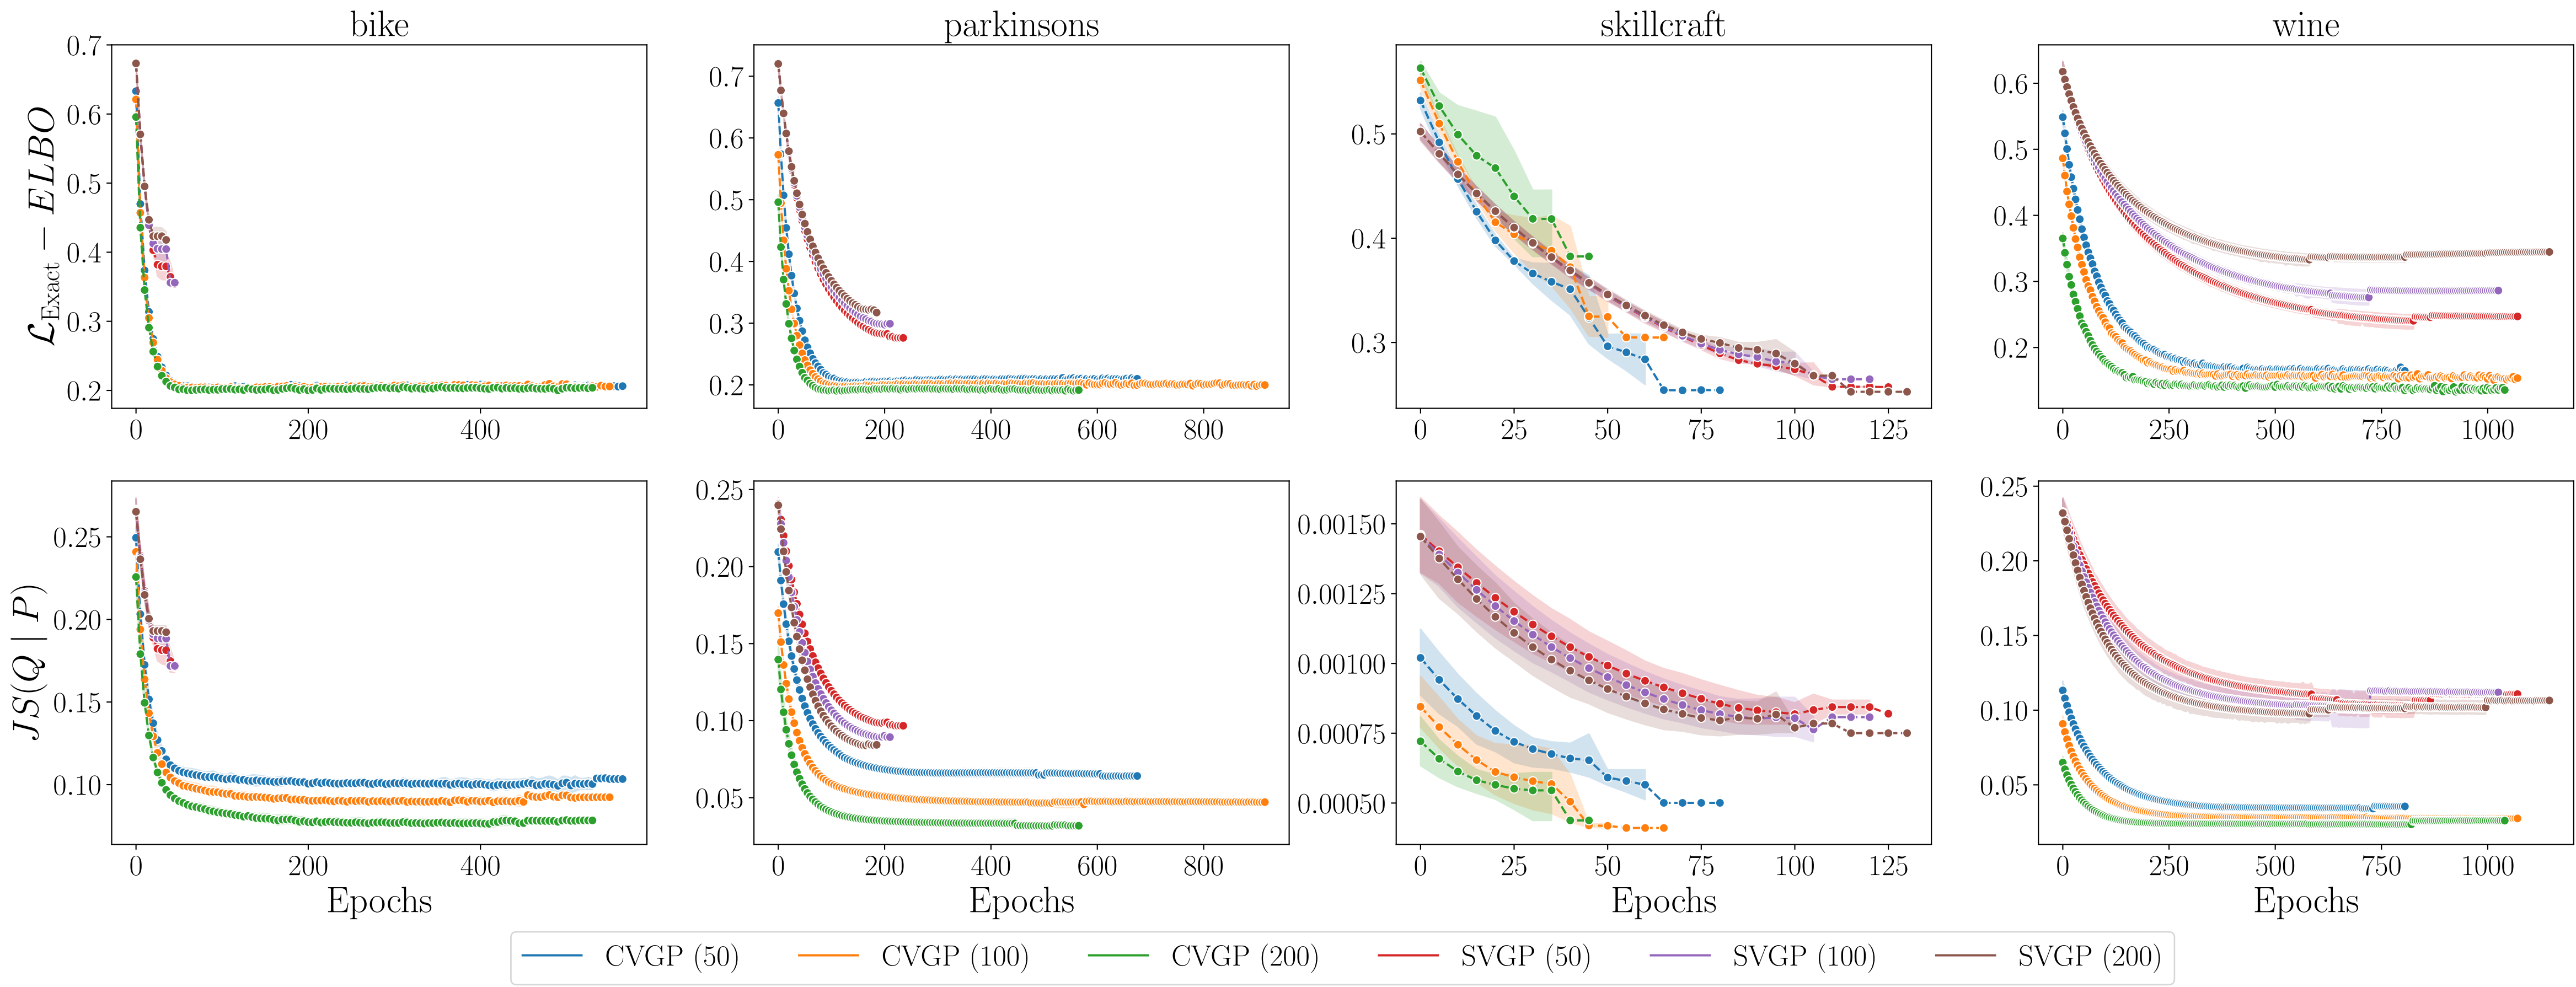 bike
parkinsons
skillcraft
wine
𝓛Exact − ELBO
0.7
0.6
0.5
0.4
0.3
0.2
0 200 400
0.7
0.6
0.5
0.4
0.3
0.2
0 200 400 600 800
0.5
0.4
0.3
0 25 50 75 100 125
0.6
0.5
0.4
0.3
0.2
0 250 500 750 1000
JS(Q | P)
0.25
0.20
0.15
0.10
0 200 400
Epochs
0.25
0.20
0.15
0.10
0.05
0 200 400 600 800
Epochs
0.00150
0.00125
0.00100
0.00075
0.00050
0 25 50 75 100 125
Epochs
0.25
0.20
0.15
0.10
0.05
0 250 500 750 1000
Epochs
CVGP (50) CVGP (100) CVGP (200) SVGP (50) SVGP (100) SVGP (200)